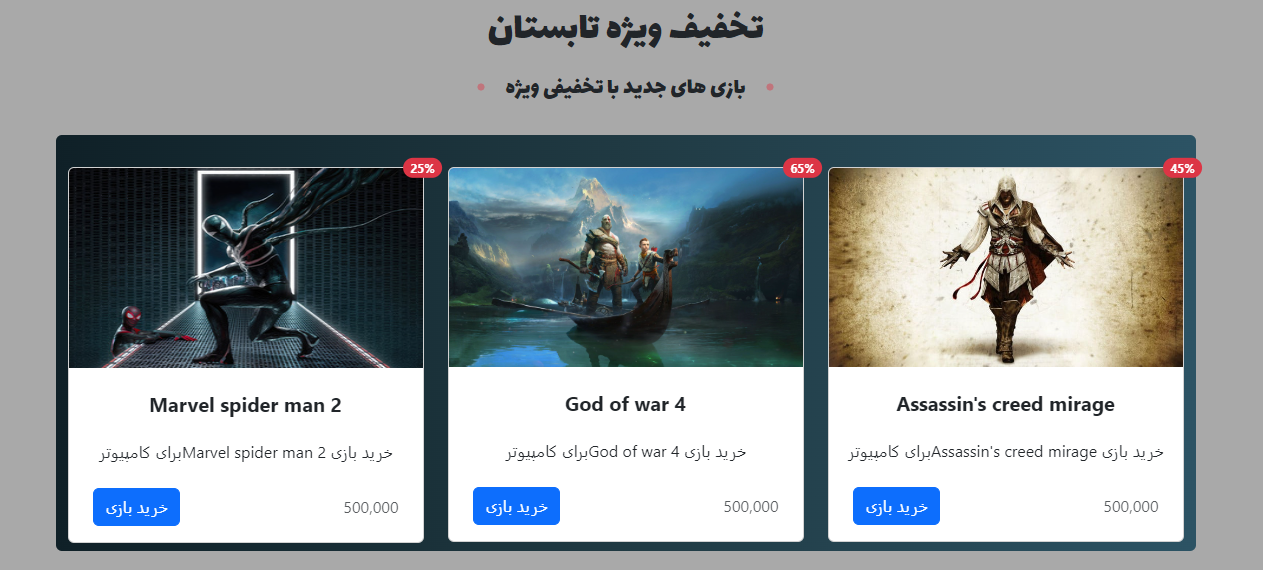 تخفیف ویژه تابستان
بازی های جدید با تخفیفی ویژه
45%
Assassin's creed mirage
خرید بازی Assassin's creed mirageبرای کامپیوتر
500,000
خرید بازی
65%
God of war 4
خرید بازی God of war 4برای کامپیوتر
500,000
خرید بازی
25%
Marvel spider man 2
خرید بازی Marvel spider man 2برای کامپیوتر
500,000
خرید بازی